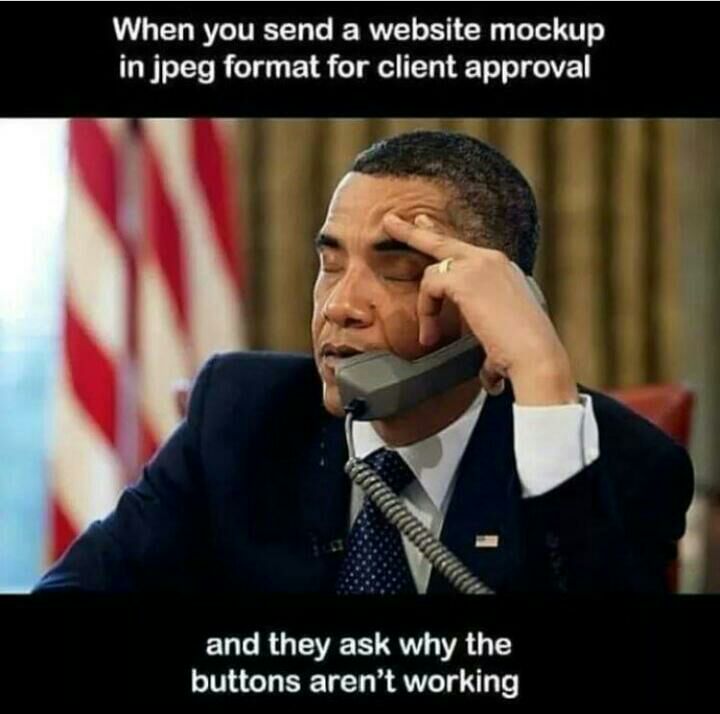 When you send a website mockup
in jpeg format for client approval
and they ask why the
buttons aren't working